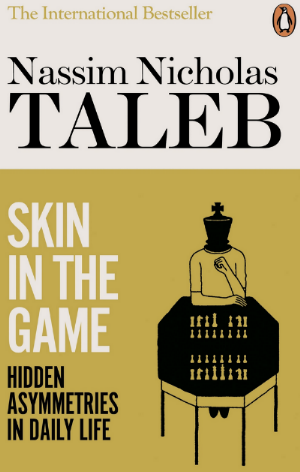 The International Bestseller
Nassim Nicholas
TALEB
SKIN
IN THE
GAME
HIDDEN
ASYMMETRIES
IN DAILY LIFE